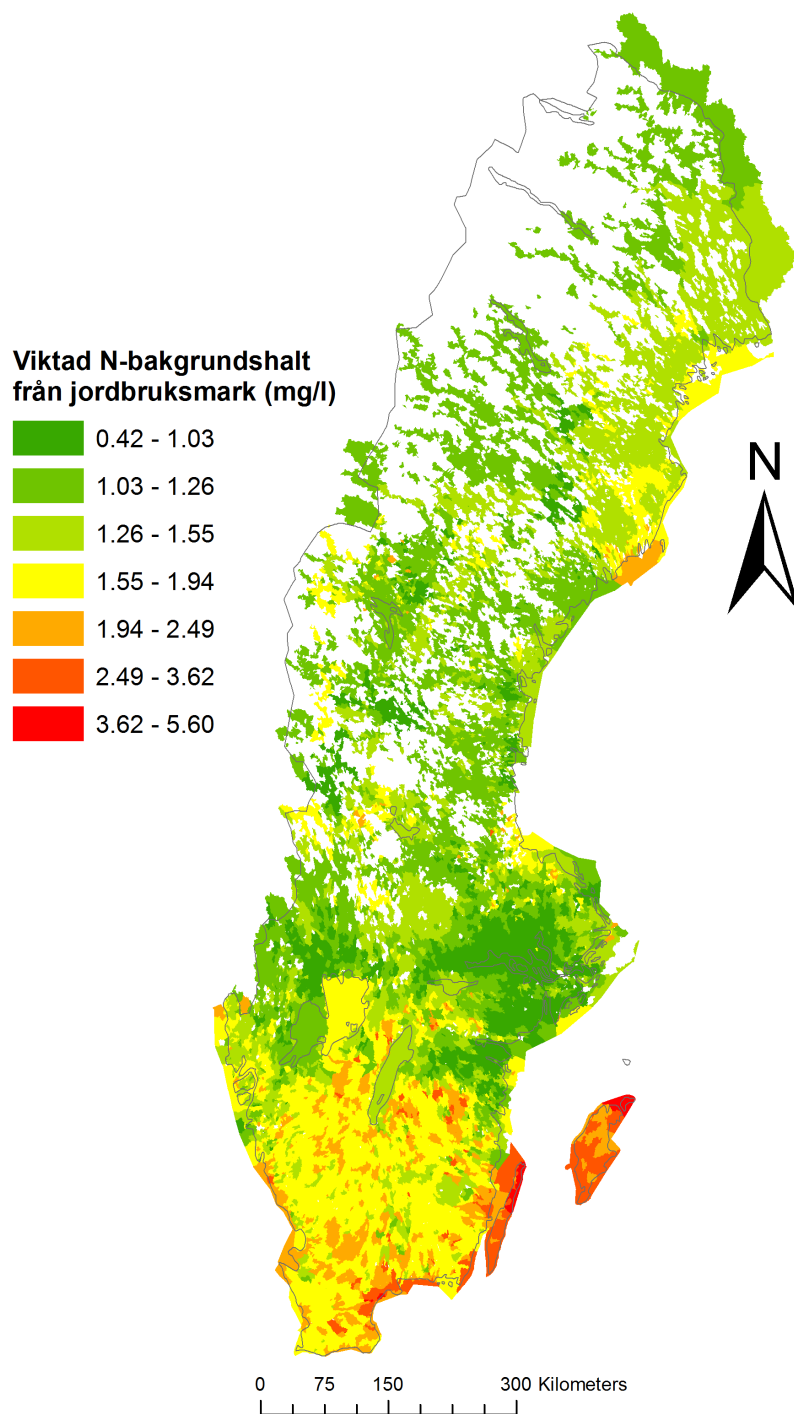 Viktad N-bakgrundshalt
från jordbruksmark (mg/l)
0.42 - 1.03
1.03 - 1.26
1.26 - 1.55
1.55 - 1.94
1.94 - 2.49
2.49 - 3.62
3.62 - 5.60
N
0 75 150 300 Kilometers